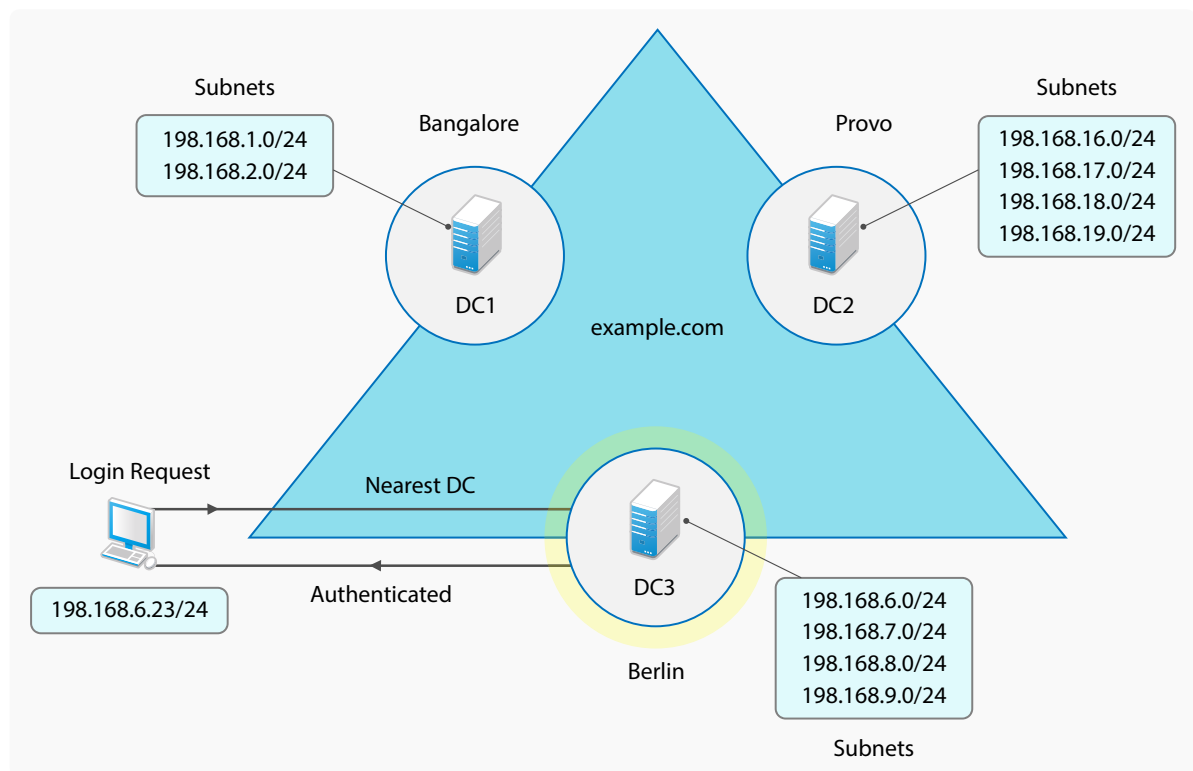 Subnets
198.168.1.0/24
198.168.2.0/24
Bangalore
DC1
Provo
DC2
Subnets
198.168.16.0/24
198.168.17.0/24
198.168.18.0/24
198.168.19.0/24
example.com
Login Request
Nearest DC
Authenticated
198.168.6.23/24
DC3
Berlin
198.168.6.0/24
198.168.7.0/24
198.168.8.0/24
198.168.9.0/24
Subnets